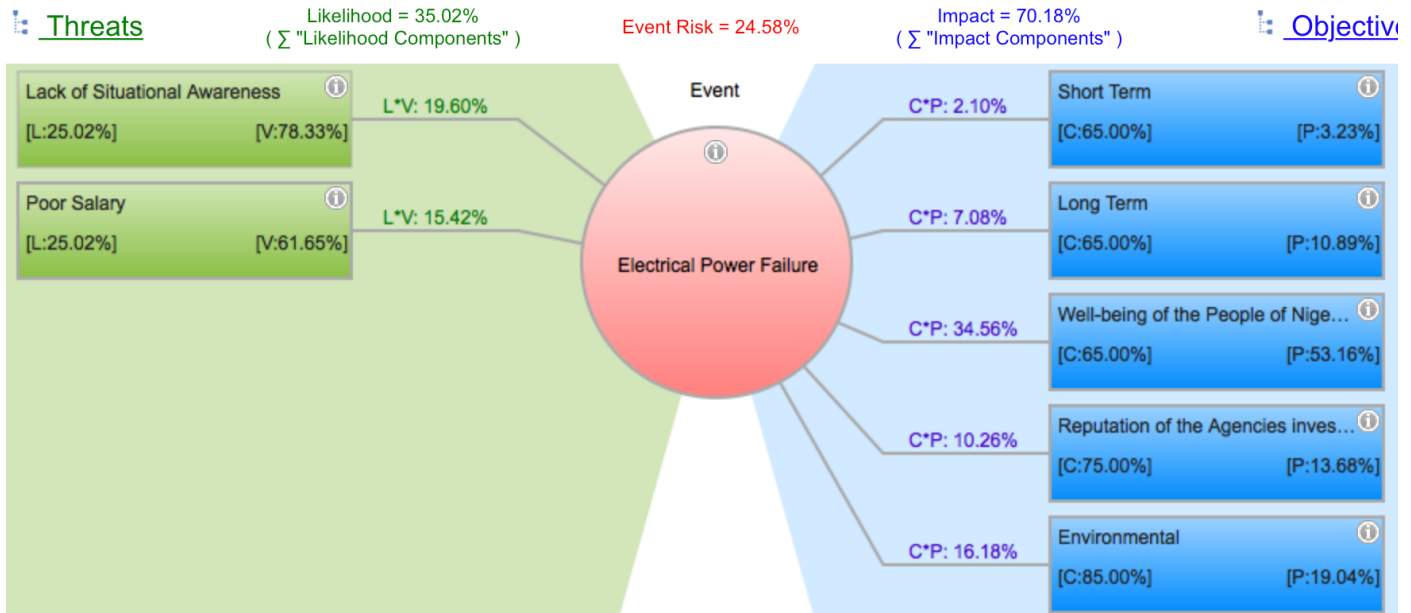 Threats
Likelihood = 35.02%
( ∑ "Likelihood Components" )
Event Risk = 24.58%
Impact = 70.18%
( ∑ "Impact Components" )
Objective
Lack of Situational Awareness
[L:25.02%] [V:78.33%]
L*V: 19.60%
Poor Salary
[L:25.02%] [V:61.65%]
L*V: 15.42%
Event
Electrical Power Failure
C*P: 2.10%
Short Term
[C:65.00%] [P:3.23%]
C*P: 7.08%
Long Term
[C:65.00%] [P:10.89%]
C*P: 34.56%
Well-being of the People of Nige...
[C:65.00%] [P:53.16%]
C*P: 10.26%
Reputation of the Agencies inves...
[C:75.00%] [P:13.68%]
C*P: 16.18%
Environmental
[C:85.00%] [P:19.04%]